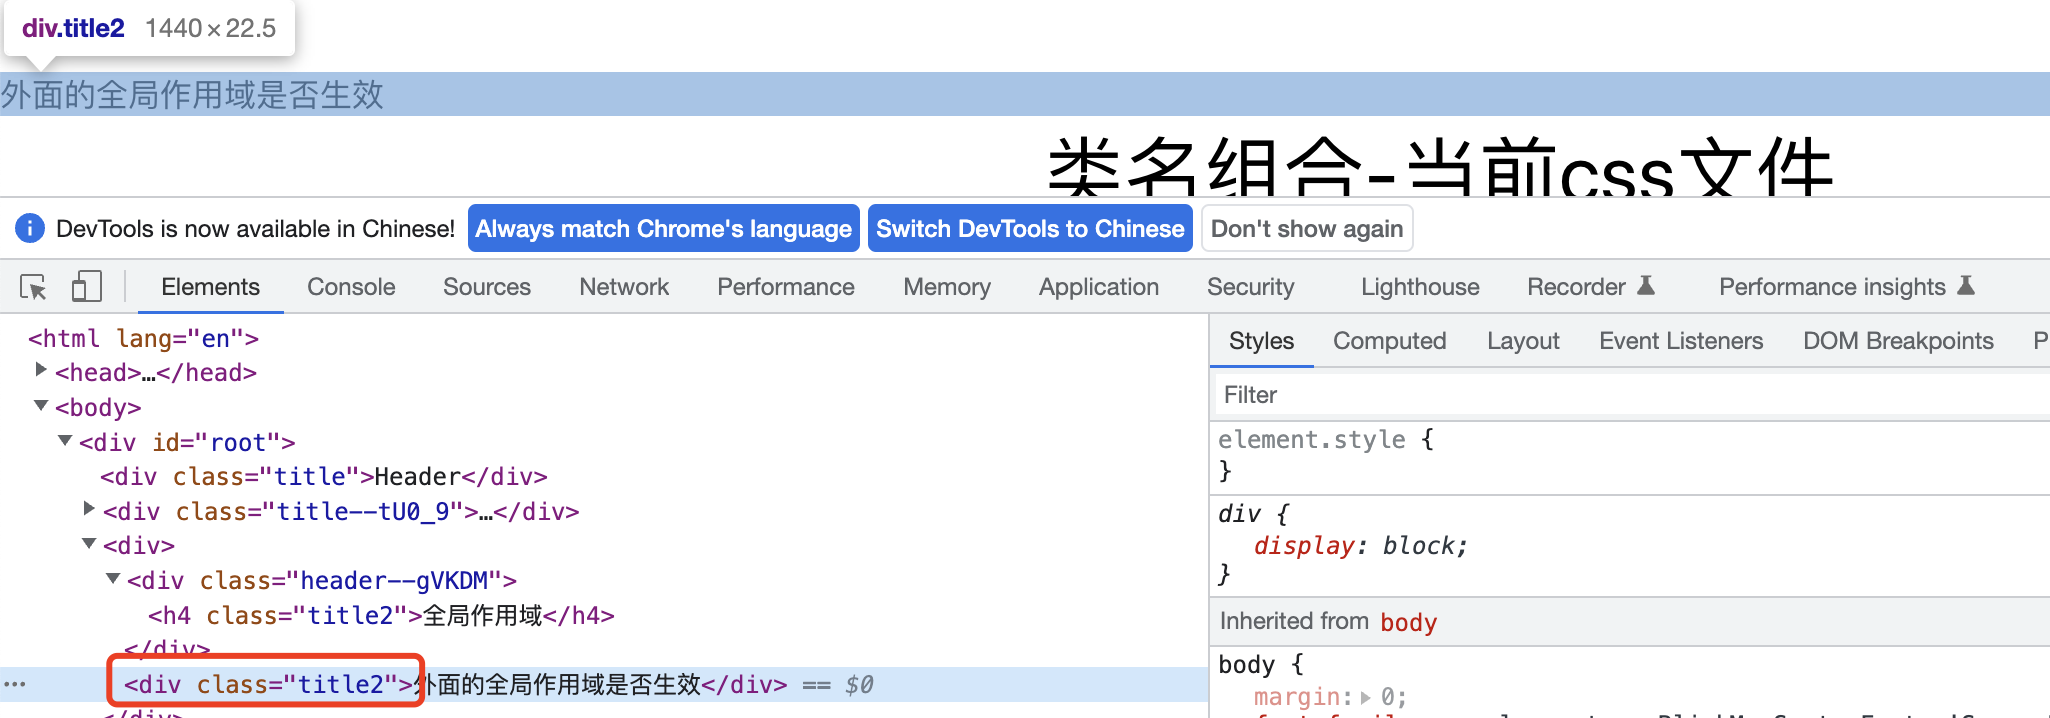 div.title2 1440×22.5
外面的全局作用域是否生效
类名组合-当前css文件
DevTools is now available in Chinese! Always match Chrome's language Switch DevTools to Chinese Don't show again
Elements Console Sources Network Performance Memory Application Security Lighthouse Recorder Performance insights
<html lang="en">
<head>…</head>
<body>
<div id="root">
<div class="title">Header</div>
<div class="title--tU0_9">…</div>
<div>
<div class="header--gVKDM">
<h4 class="title2">全局作用域</h4>
</div>
<div class="title2">外面的全局作用域是否生效</div> == $0
</div>
Styles Computed Layout Event Listeners DOM Breakpoints P
Filter
element.style {
}
div {
display: block;
}
Inherited from body
body {
margin: 0;